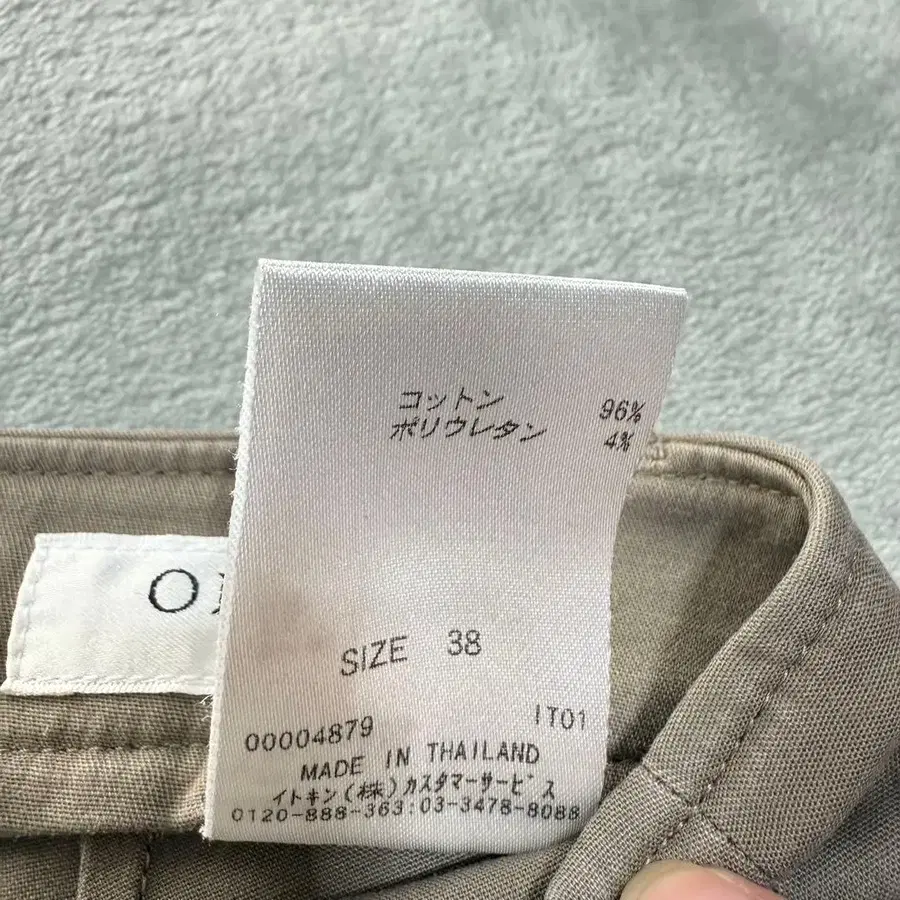 コットン 96%
ポリウレタン 4%
SIZE 38
00004879 IT01
MADE IN THAILAND
イトキン(株)カスタマーサービス
0120-888-363:03-3478-8088